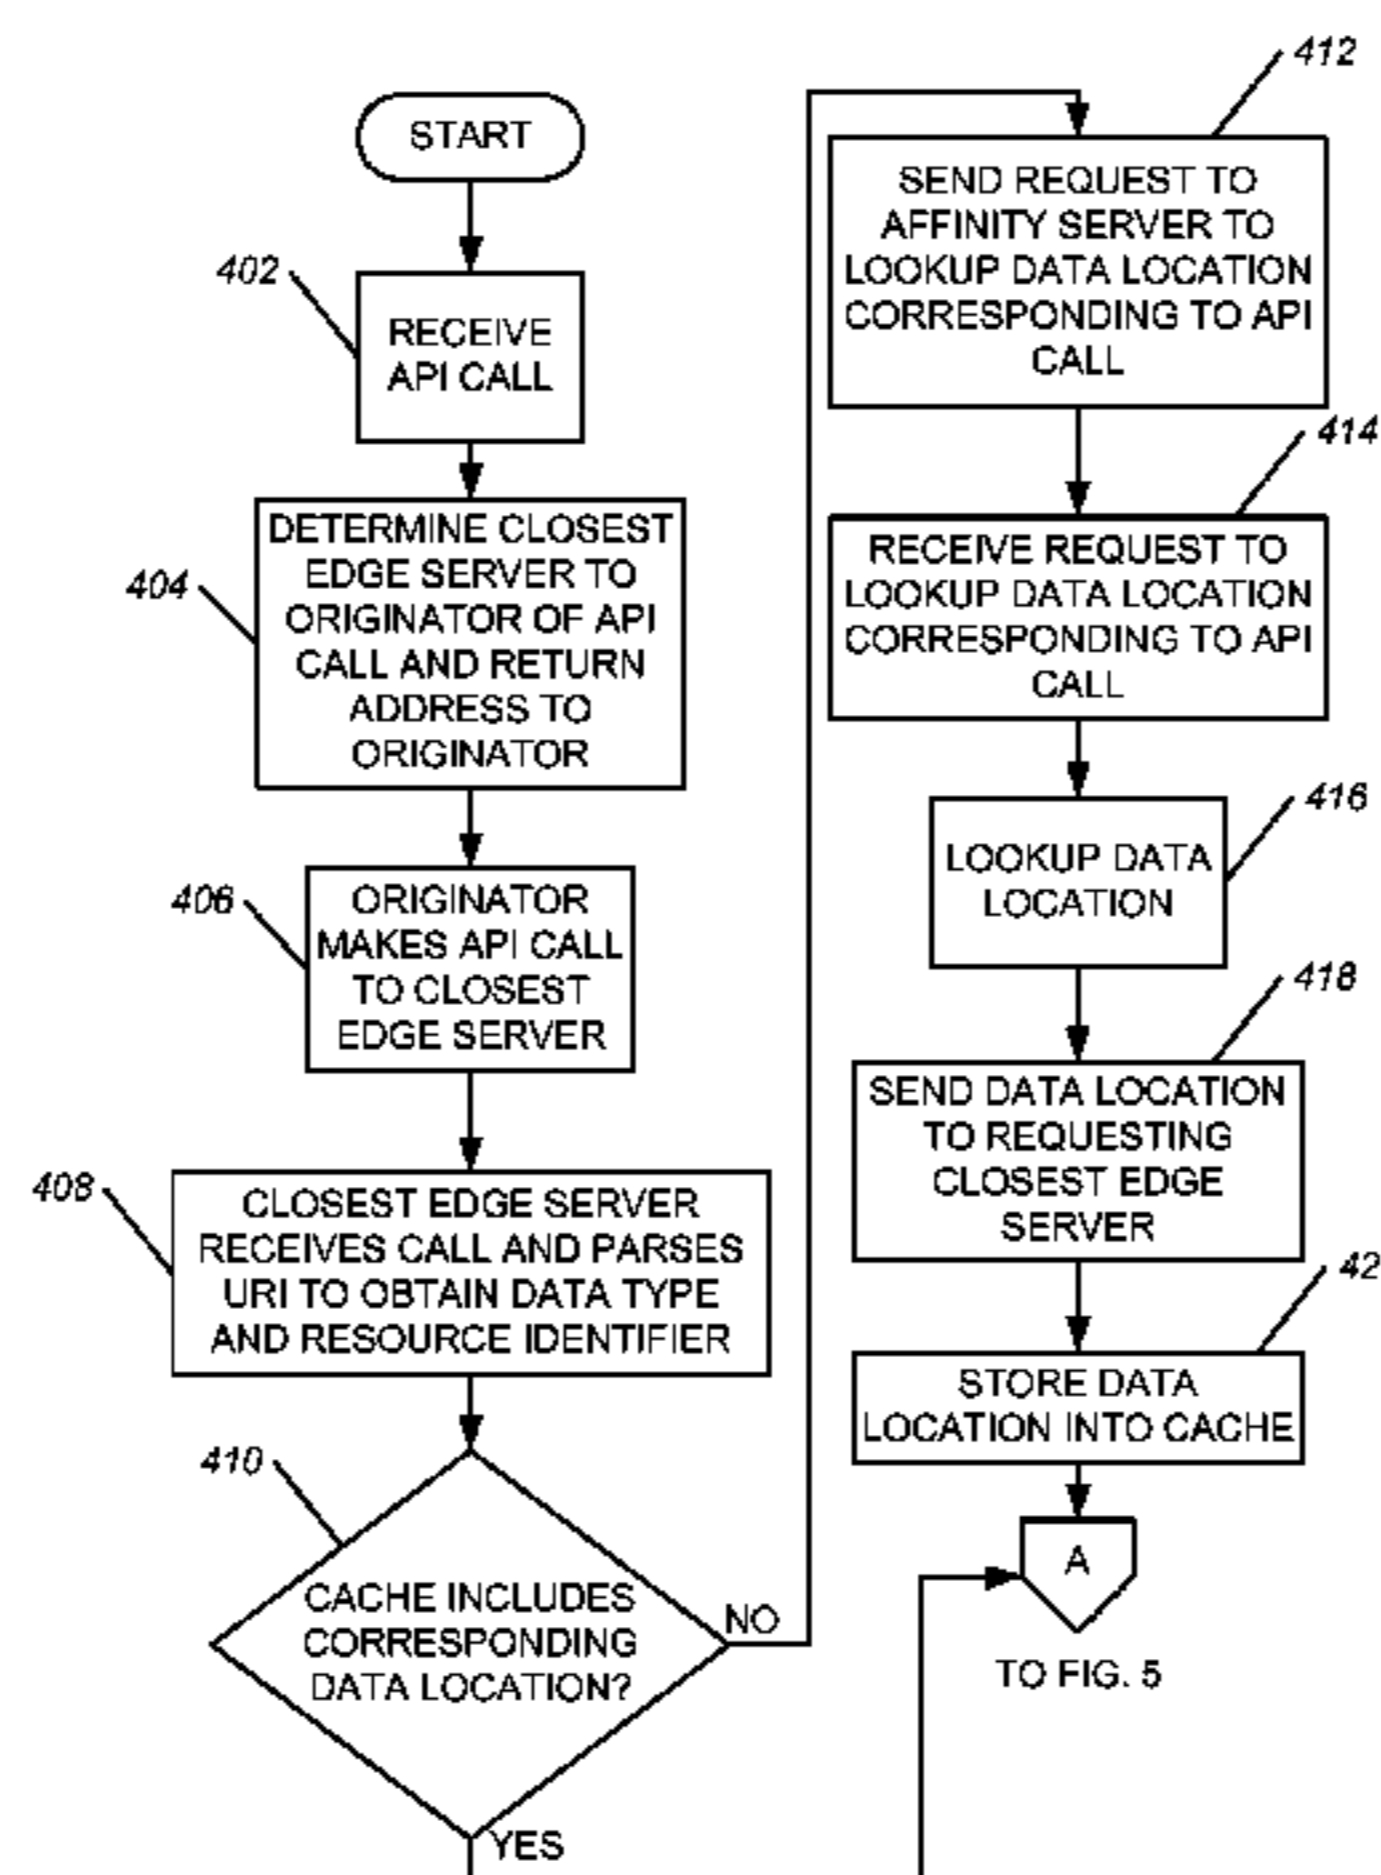 START
402
RECEIVE
API CALL
404
DETERMINE CLOSEST
EDGE SERVER TO
ORIGINATOR OF API
CALL AND RETURN
ADDRESS TO
ORIGINATOR
406
ORIGINATOR
MAKES API CALL
TO CLOSEST
EDGE SERVER
408
CLOSEST EDGE SERVER
RECEIVES CALL AND PARSES
URI TO OBTAIN DATA TYPE
AND RESOURCE IDENTIFIER
410
CACHE INCLUDES
CORRESPONDING
DATA LOCATION?
NO
YES
412
SEND REQUEST TO
AFFINITY SERVER TO
LOOKUP DATA LOCATION
CORRESPONDING TO API
CALL
414
RECEIVE REQUEST TO
LOOKUP DATA LOCATION
CORRESPONDING TO API
CALL
416
LOOKUP DATA
LOCATION
418
SEND DATA LOCATION
TO REQUESTING
CLOSEST EDGE
SERVER
42
STORE DATA
LOCATION INTO CACHE
A
TO FIG. 5